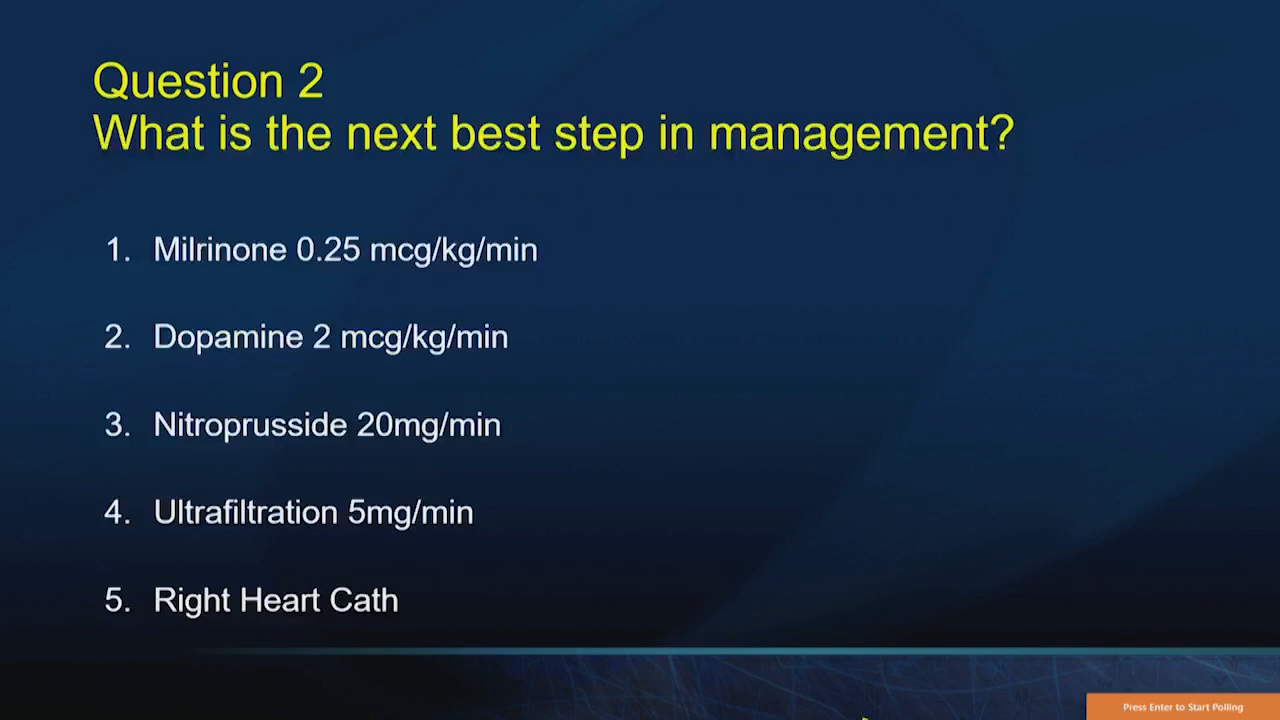 Question 2
What is the next best step in management?
1. Milrinone 0.25 mcg/kg/min
2. Dopamine 2 mcg/kg/min
3. Nitroprusside 20mg/min
4. Ultrafiltration 5mg/min
5. Right Heart Cath
Press Enter to Start Polling